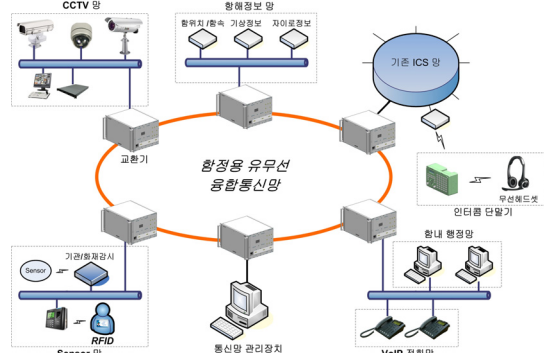 CCTV 망
항해정보 망
함위치 /함속
기상정보
자이로정보
기존 ICS 망
교환기
함정용 유무선
융합통신망
무선헤드셋
인터콤 단말기
기관/화재감시
Sensor
함내 행정망
RFID
통신망 관리장치
Sensor 망
VoIP 전화망